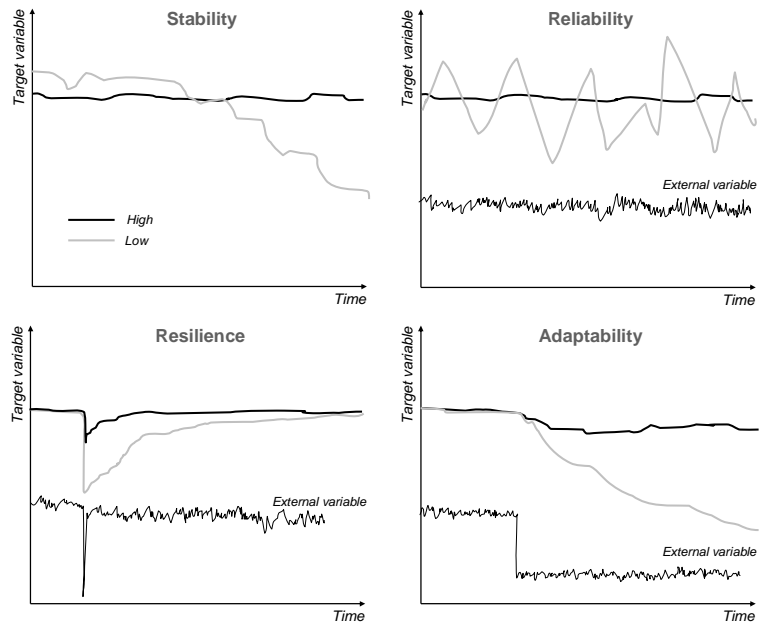 Stability
Target variable
High
Low
Time
Reliability
Target variable
External variable
Time
Resilience
Target variable
External variable
Time
Adaptability
Target variable
External variable
Time